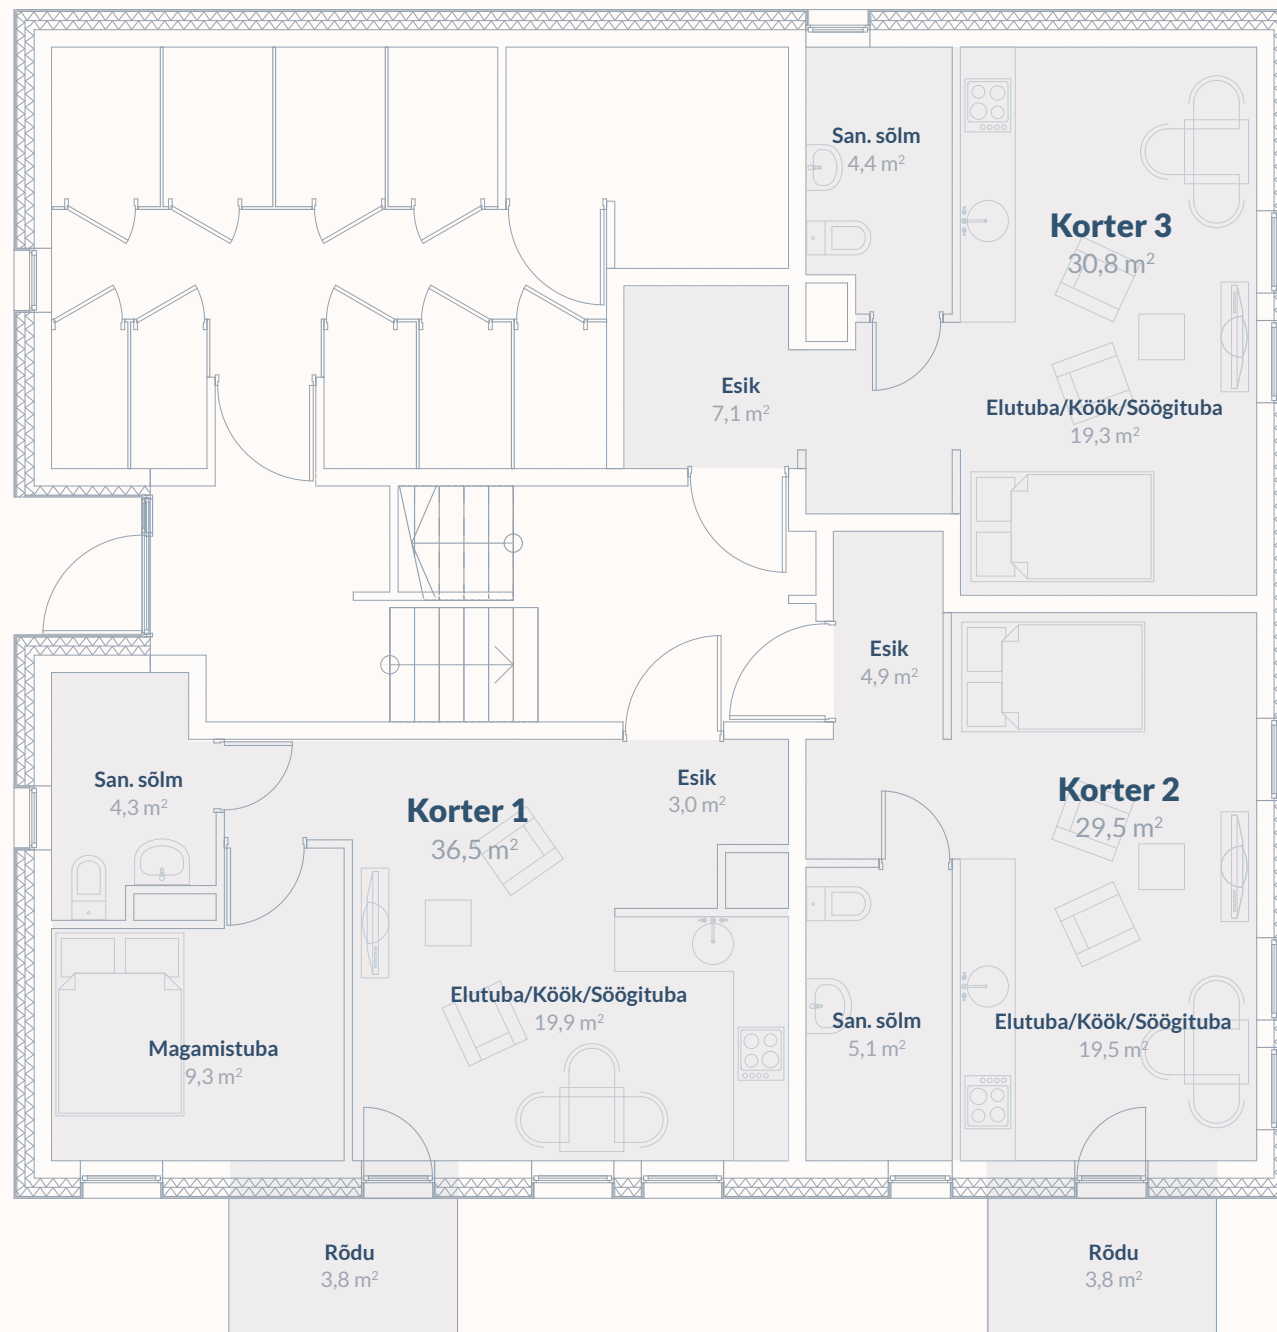 San. sõlm
4,4 m²
Korter 3
30,8 m²
Esik
7,1 m²
Elutuba/Köök/Söögituba
19,3 m²
Esik
4,9 m²
San. sõlm
4,3 m²
Korter 1
36,5 m²
Esik
3,0 m²
Korter 2
29,5 m²
Elutuba/Köök/Söögituba
19,9 m²
Magamistuba
9,3 m²
San. sõlm
5,1 m²
Elutuba/Köök/Söögituba
19,5 m²
Rõdu
3,8 m²
Rõdu
3,8 m²